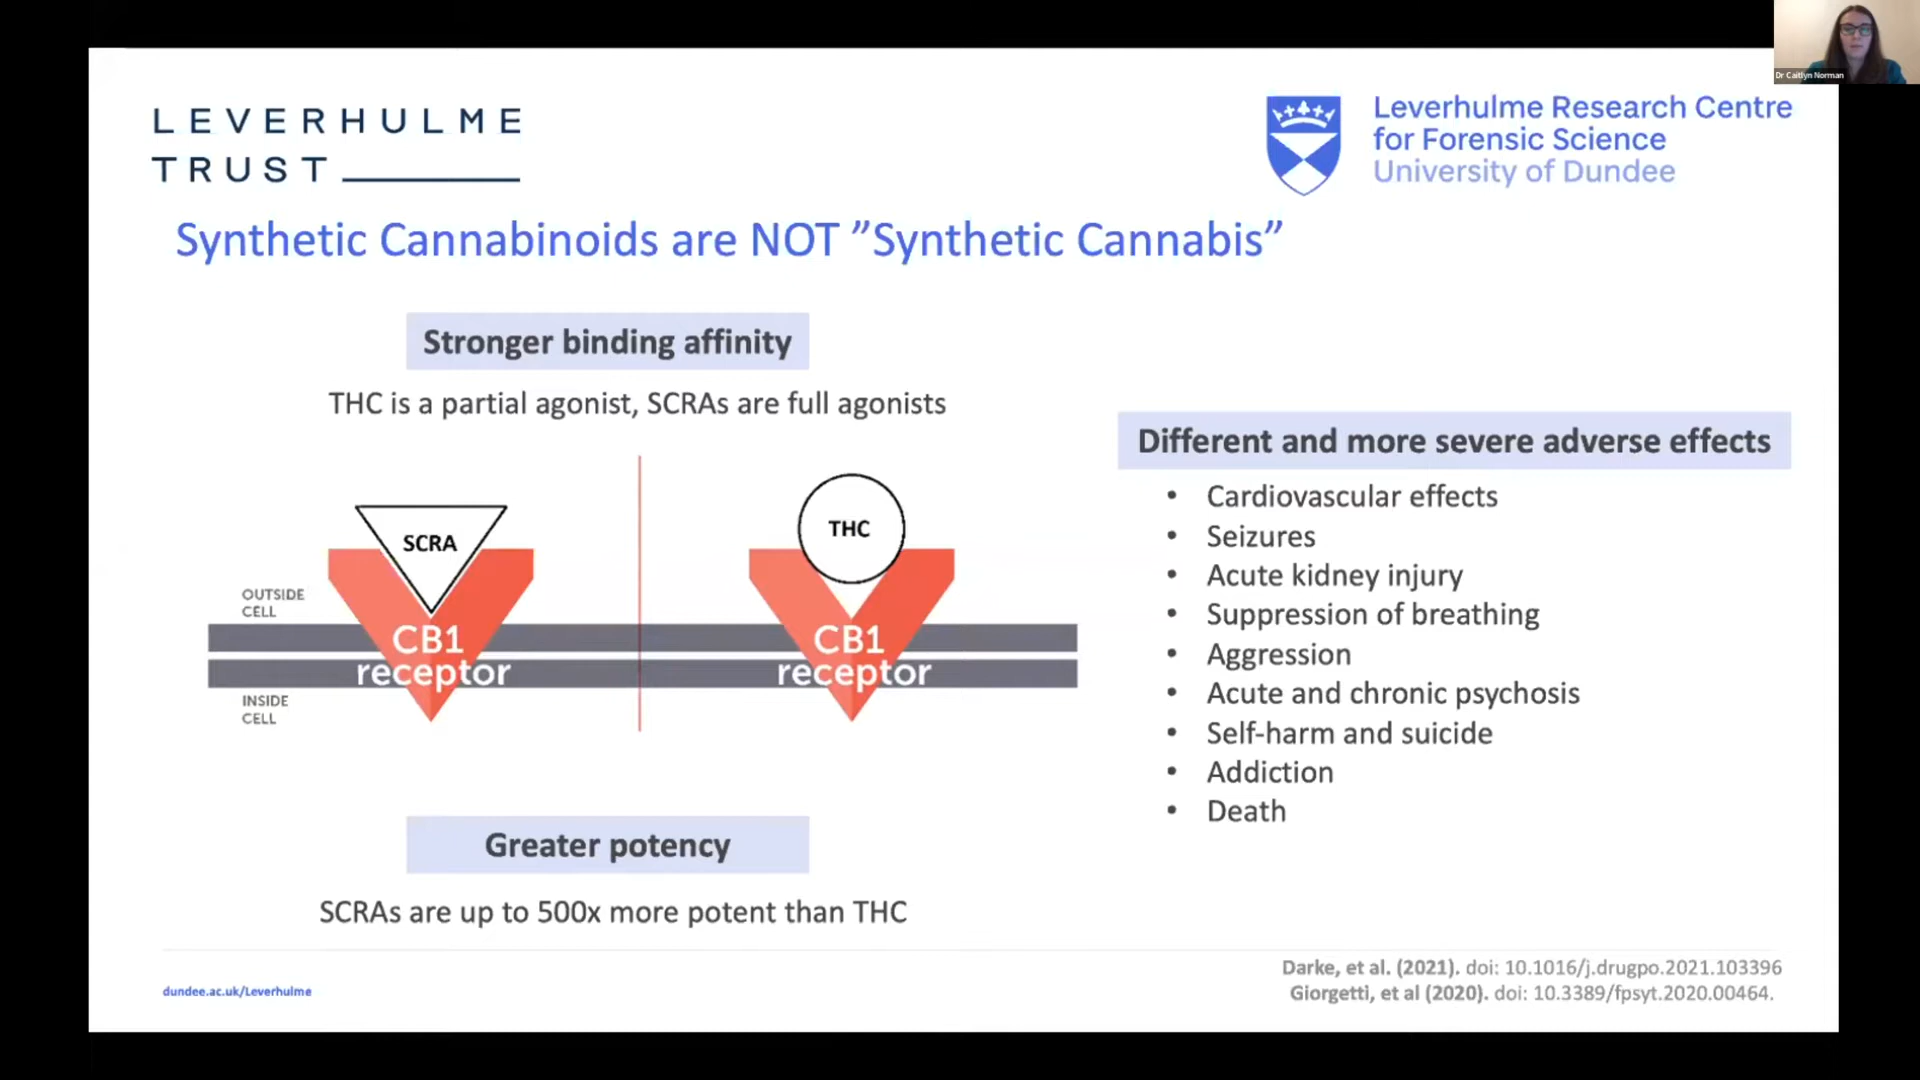 Dr Caitlyn Norman
LEVERHULME
TRUST
Leverhulme Research Centre
for Forensic Science
University of Dundee
Synthetic Cannabinoids are NOT ”Synthetic Cannabis”
Stronger binding affinity
THC is a partial agonist, SCRAs are full agonists
SCRA
THC
OUTSIDE
CELL
CB1
receptor
CB1
receptor
INSIDE
CELL
Greater potency
SCRAs are up to 500x more potent than THC
Different and more severe adverse effects
• Cardiovascular effects
• Seizures
• Acute kidney injury
• Suppression of breathing
• Aggression
• Acute and chronic psychosis
• Self-harm and suicide
• Addiction
• Death
Darke, et al. (2021). doi: 10.1016/j.drugpo.2021.103396
Giorgetti, et al (2020). doi: 10.3389/fpsyt.2020.00464.
dundee.ac.uk/Leverhulme